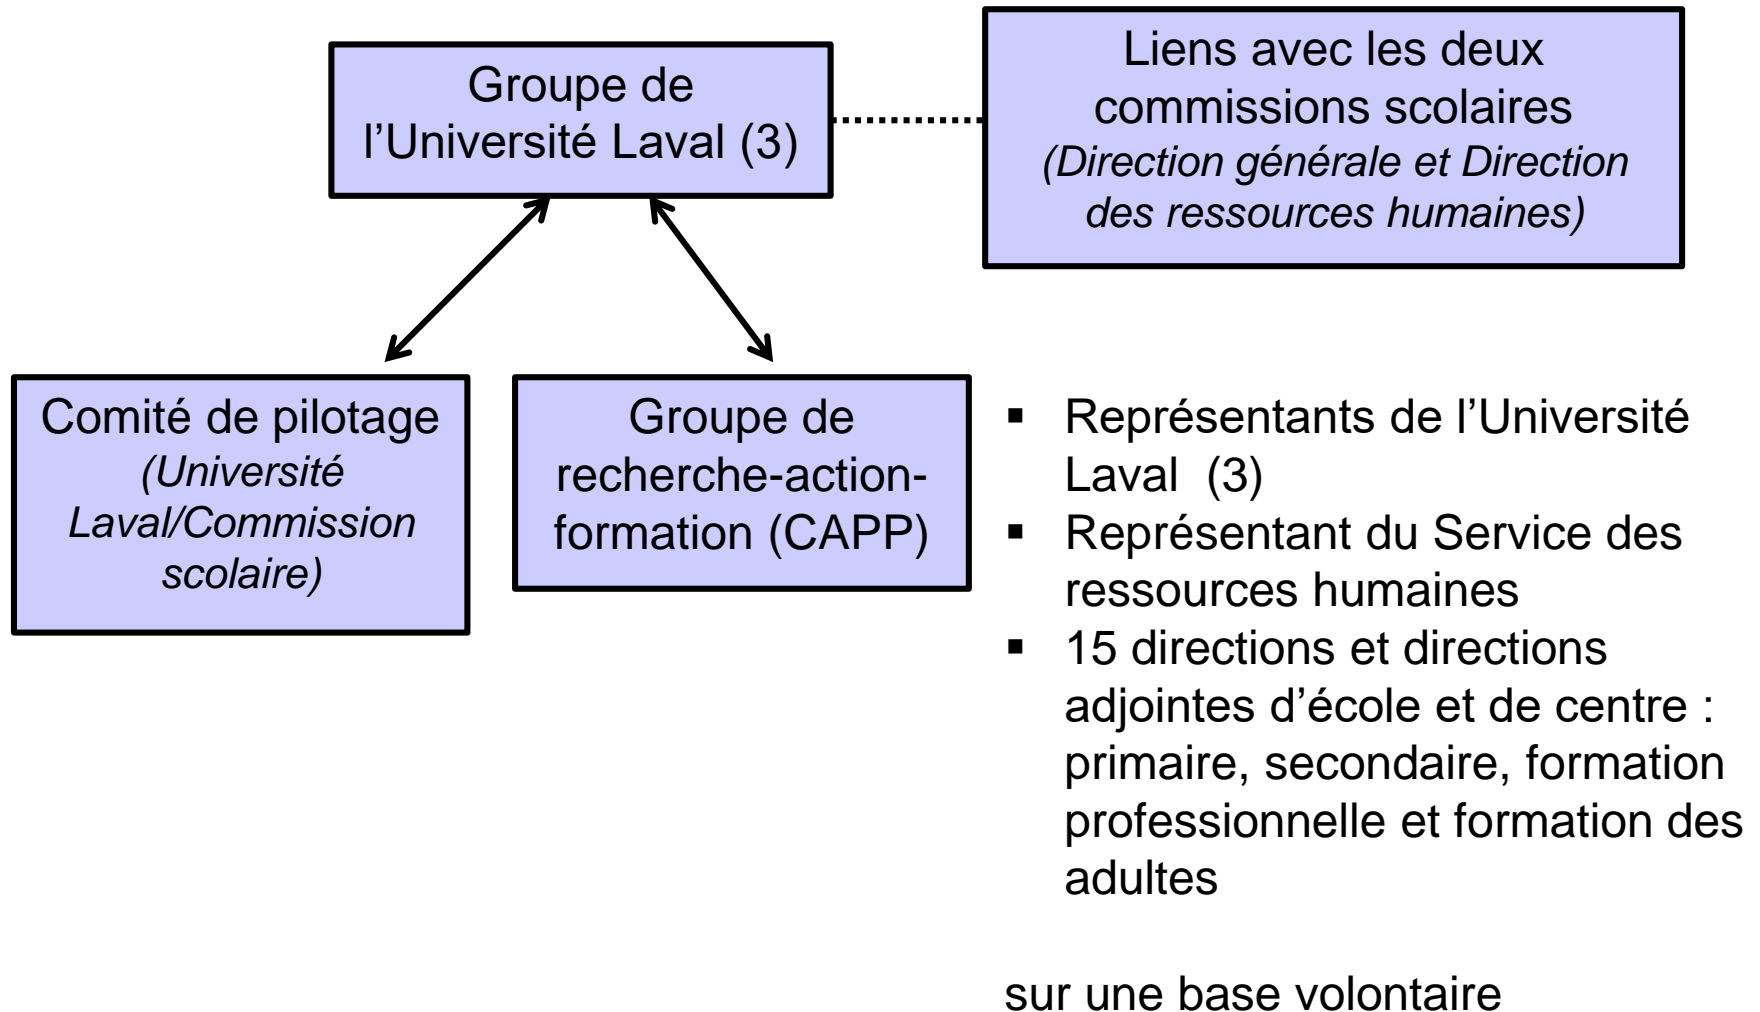 Groupe de
l’Université Laval (3)
Liens avec les deux
commissions scolaires
(Direction générale et Direction
des ressources humaines)
Comité de pilotage
(Université
Laval/Commission
scolaire)
Groupe de
recherche-action-
formation (CAPP)
▪ Représentants de l’Université
Laval (3)
▪ Représentant du Service des
ressources humaines
▪ 15 directions et directions
adjointes d’école et de centre :
primaire, secondaire, formation
professionnelle et formation des
adultes
sur une base volontaire